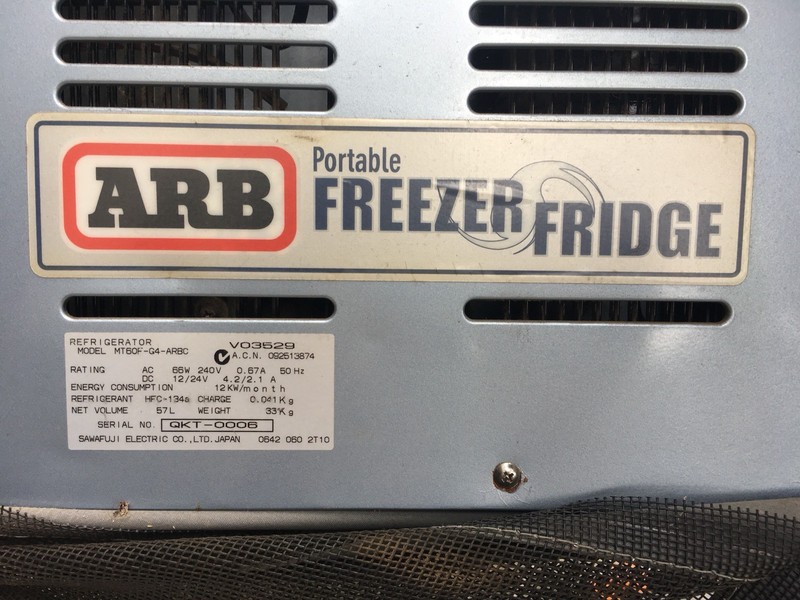 ARB
Portable
FREEZER FRIDGE
REFRIGERATOR
MODEL MT60F-G4-ARBC
V03529
A.C.N. 092513874
RATING AC 66W 240V 0.67A 50Hz
DC 12/24V 4.2/2.1 A
ENERGY CONSUMPTION 12KW/month
REFRIGERANT HFC-134a CHARGE 0.041Kg
NET VOLUME 57L WEIGHT 33Kg
SERIAL NO. QKT-0006
SAWAFUJI ELECTRIC CO.,LTD.JAPAN 0642 060 2T10